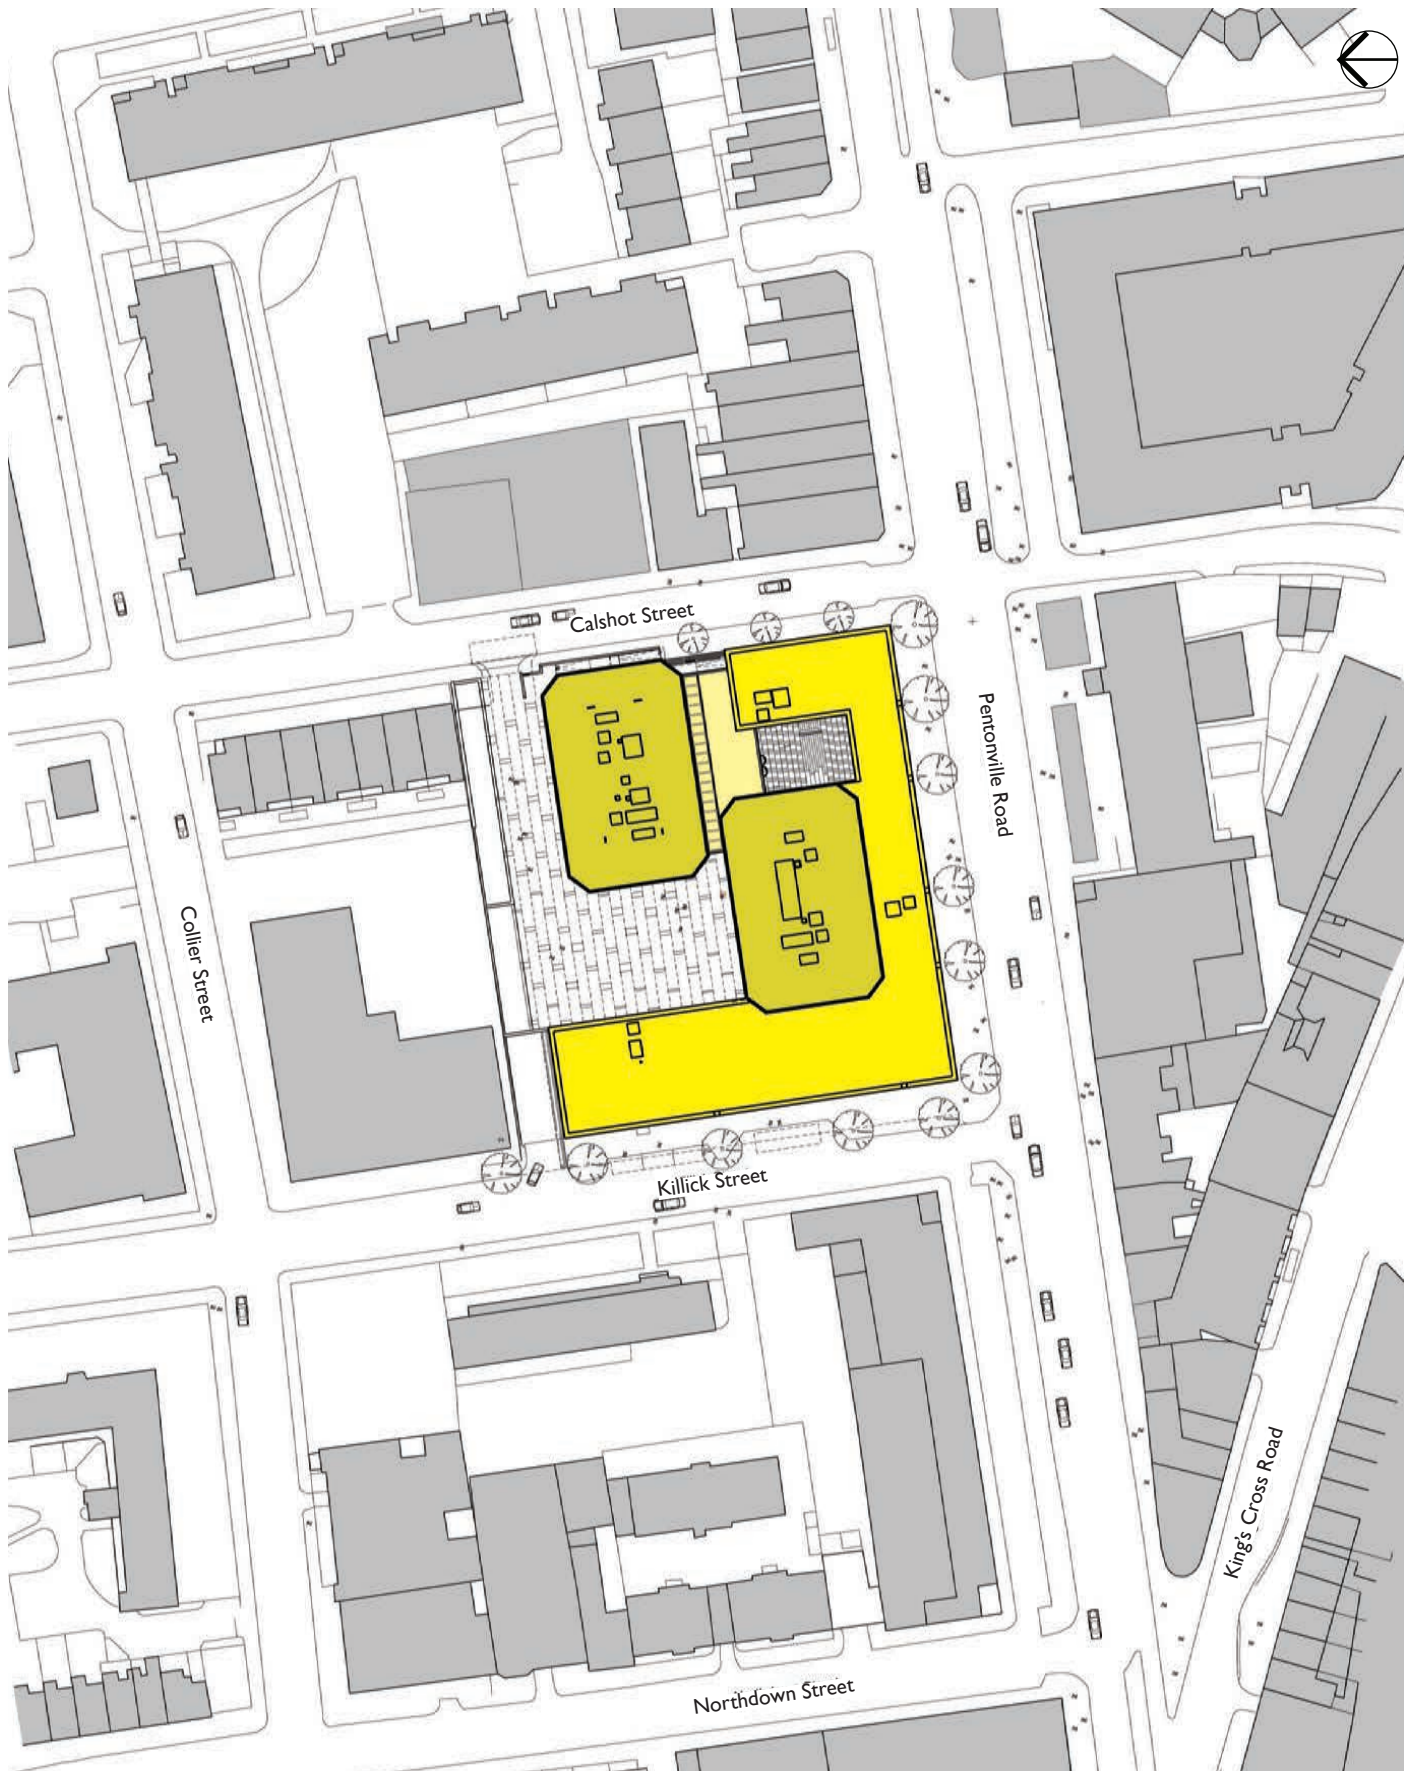 Calshot Street
Pentonville Road
Collier Street
Killick Street
King's Cross Road
Northdown Street